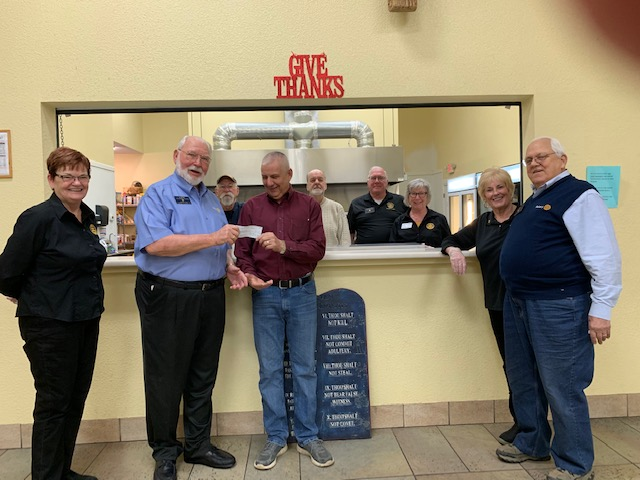 GIVE
THANKS
VI. THOU SHALT
NOT KILL.
VII. THOU SHALT
NOT COMMIT
ADULTERY.
VIII. THOU SHALT
NOT STEAL.
IX. THOU SHALT
NOT BEAR FALSE
WITNESS.
X. THOU SHALT
NOT COVET.